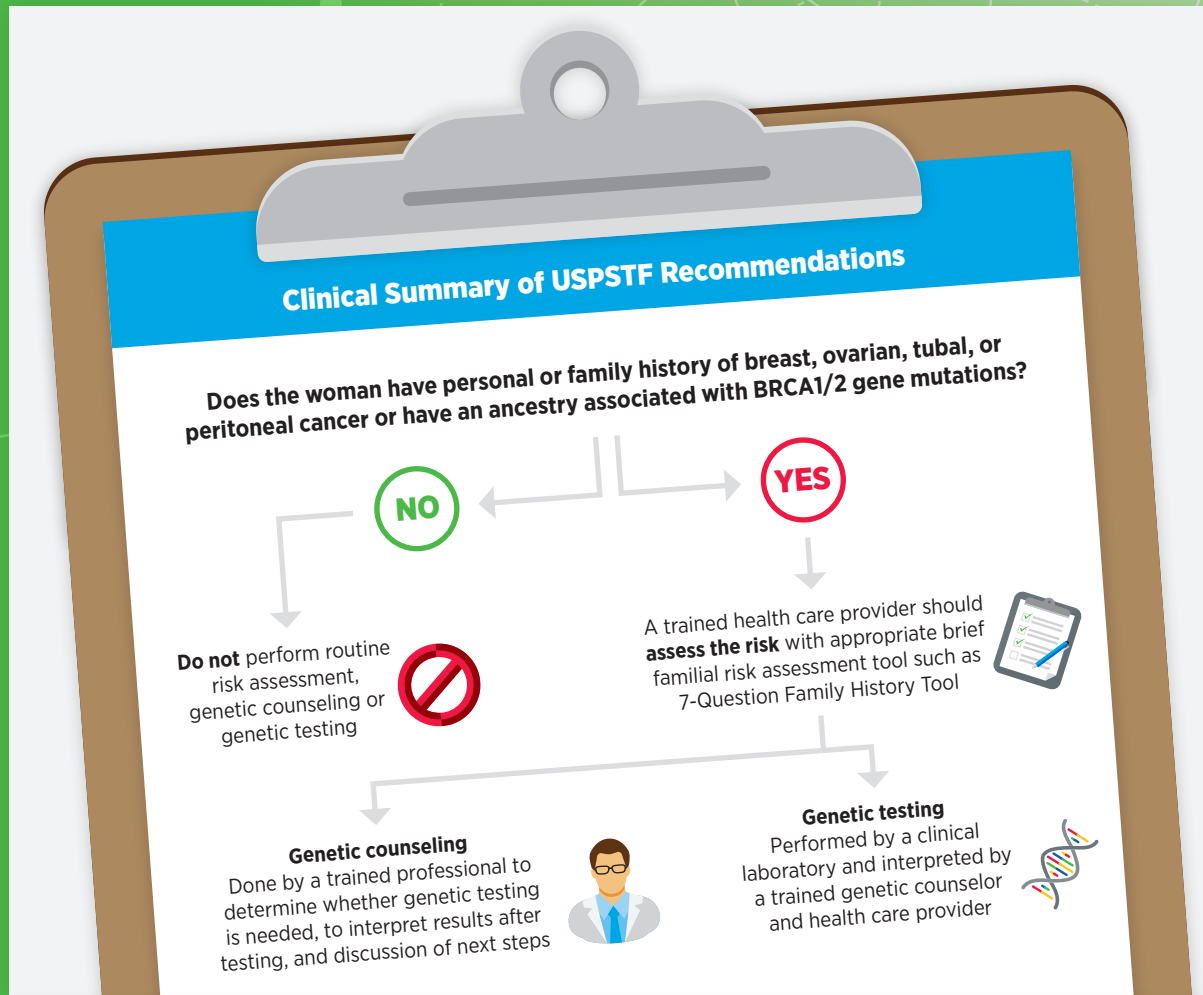 Clinical Summary of USPSTF Recommendations
Does the woman have personal or family history of breast, ovarian, tubal, or
peritoneal cancer or have an ancestry associated with BRCA1/2 gene mutations?
NO
YES
Do not perform routine
risk assessment,
genetic counseling or
genetic testing
A trained health care provider should
assess the risk with appropriate brief
familial risk assessment tool such as
7-Question Family History Tool
Genetic counseling
Done by a trained professional to
determine whether genetic testing
is needed, to interpret results after
testing, and discussion of next steps
Genetic testing
Performed by a clinical
laboratory and interpreted by
a trained genetic counselor
and health care provider